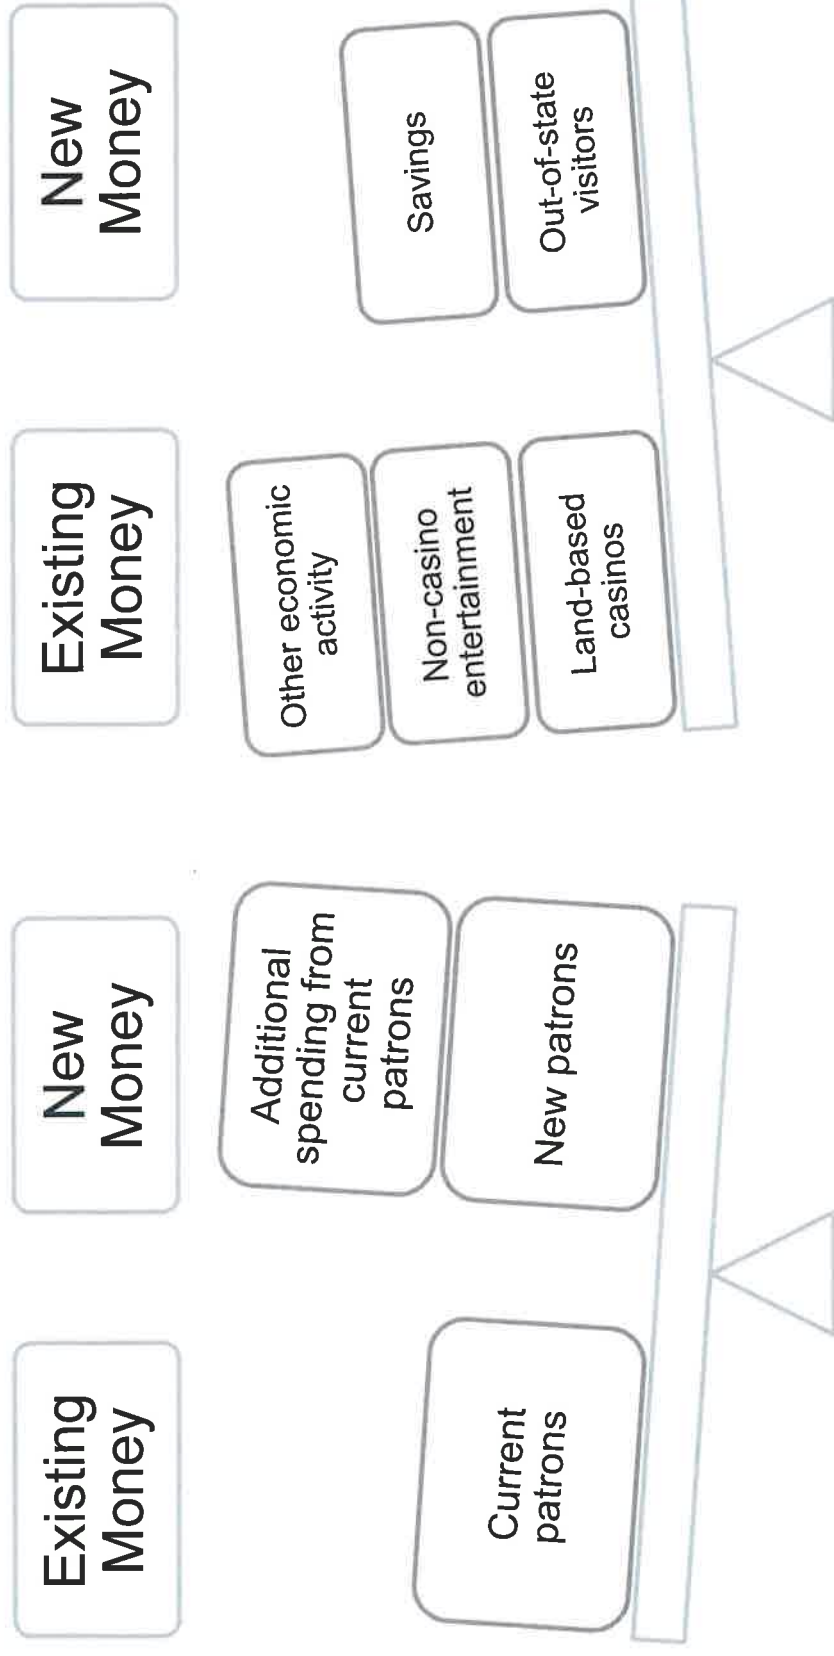 Existing
Money
New
Money
Additional
spending from
current
patrons
Current
patrons
New patrons
Existing
Money
New
Money
Other economic
activity
Non-casino
entertainment
Land-based
casinos
Savings
Out-of-state
visitors